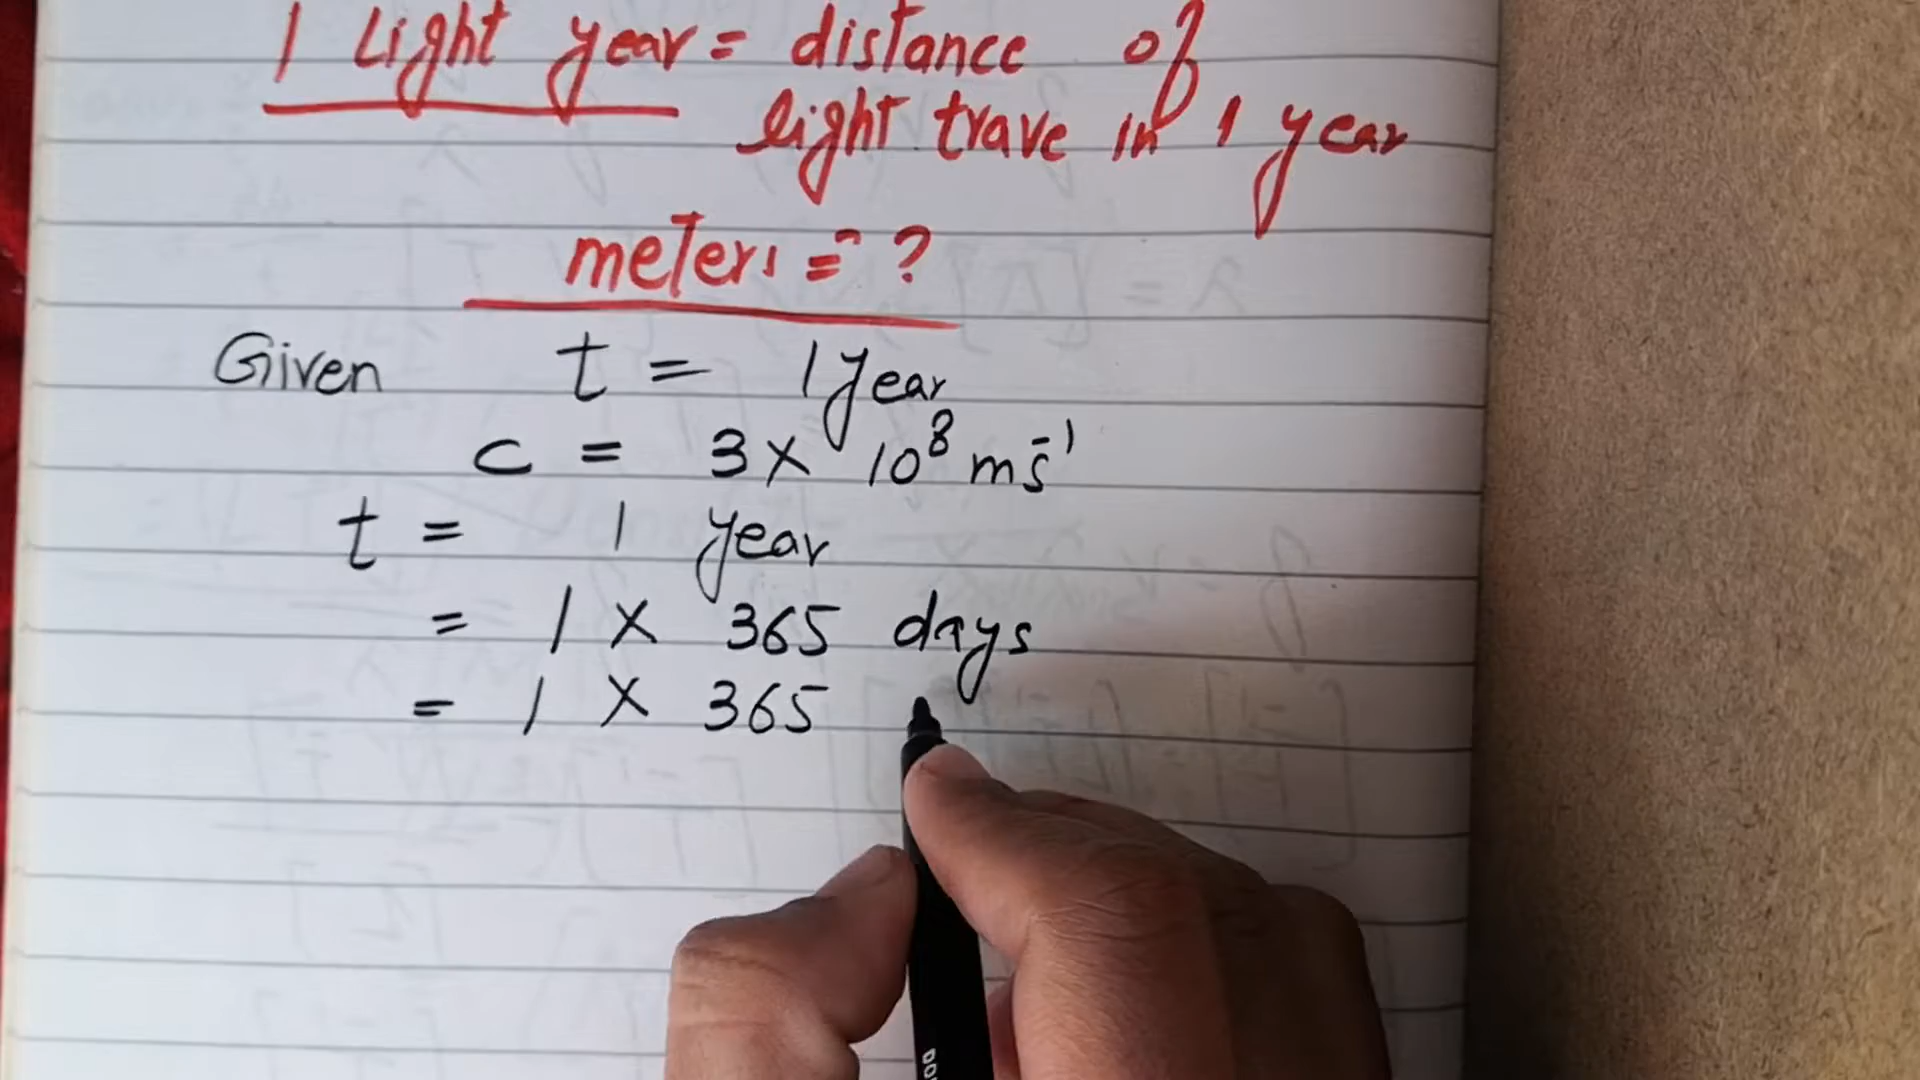 1 Light year = distance of
light trave in 1 year
meters = ?
Given t = 1 year
c = 3 × 10⁸ ms⁻¹
t = 1 year
= 1 × 365 days
= 1 × 365